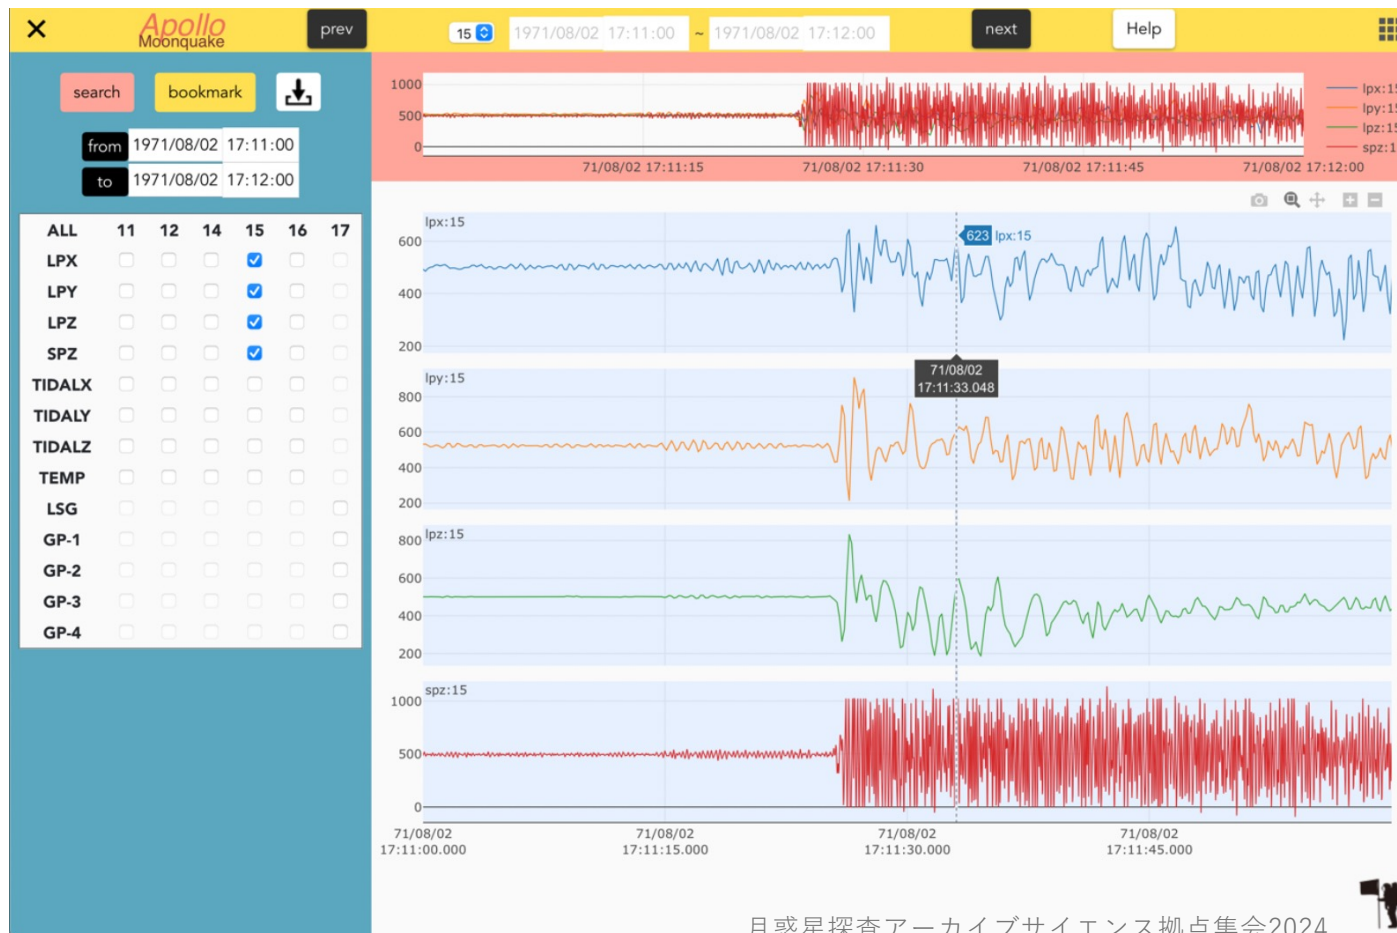 Apollo
Moonquake
prev
15
1971/08/02 17:11:00 ~ 1971/08/02 17:12:00
next
Help
search
bookmark
from 1971/08/02 17:11:00
to 1971/08/02 17:12:00
ALL 11 12 14 15 16 17
LPX
LPY
LPZ
SPZ
TIDALX
TIDALY
TIDALZ
TEMP
LSG
GP-1
GP-2
GP-3
GP-4
1000
500
0
71/08/02 17:11:15
71/08/02 17:11:30
71/08/02 17:11:45
71/08/02 17:12:00
lpx:15
lpy:15
lpz:15
spz:1
lpx:15
600
400
200
623 lpx:15
71/08/02
17:11:33.048
lpy:15
800
600
400
200
lpz:15
800
600
400
200
spz:15
1000
500
0
71/08/02
17:11:00.000
71/08/02
17:11:15.000
71/08/02
17:11:30.000
71/08/02
17:11:45.000
月惑星探査アーカイブサイエンス拠点集会2024